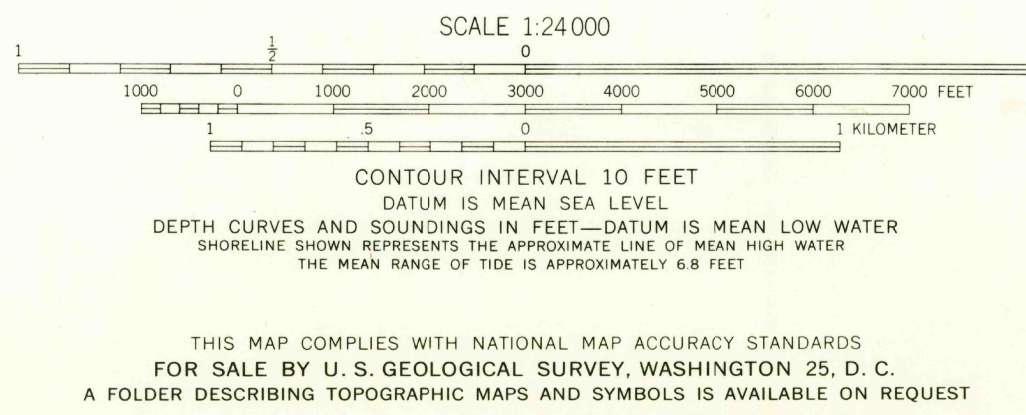 SCALE 1:24 000
1 ½ 0
1000 0 1000 2000 3000 4000 5000 6000 7000 FEET
1 .5 0 1 KILOMETER
CONTOUR INTERVAL 10 FEET
DATUM IS MEAN SEA LEVEL
DEPTH CURVES AND SOUNDINGS IN FEET—DATUM IS MEAN LOW WATER
SHORELINE SHOWN REPRESENTS THE APPROXIMATE LINE OF MEAN HIGH WATER
THE MEAN RANGE OF TIDE IS APPROXIMATELY 6.8 FEET
THIS MAP COMPLIES WITH NATIONAL MAP ACCURACY STANDARDS
FOR SALE BY U. S. GEOLOGICAL SURVEY, WASHINGTON 25, D. C.
A FOLDER DESCRIBING TOPOGRAPHIC MAPS AND SYMBOLS IS AVAILABLE ON REQUEST